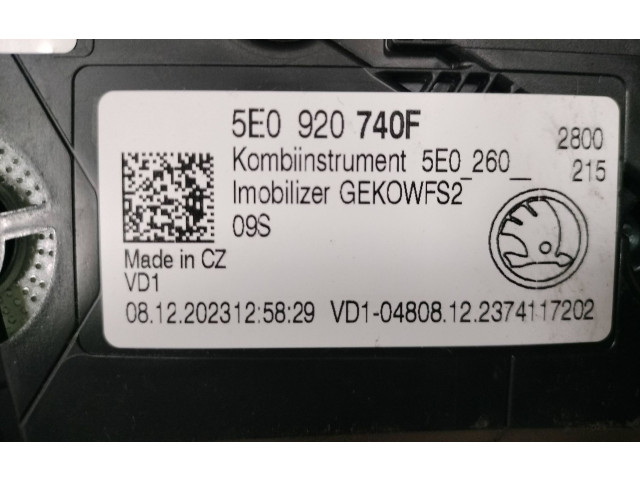 5E0 920 740F
2800
Kombiinstrument 5E0_260__ 215
Imobilizer GEKOWFS2
09S
Made in CZ
VD1
08.12.202312:58:29 VD1-04808.12.2374117202